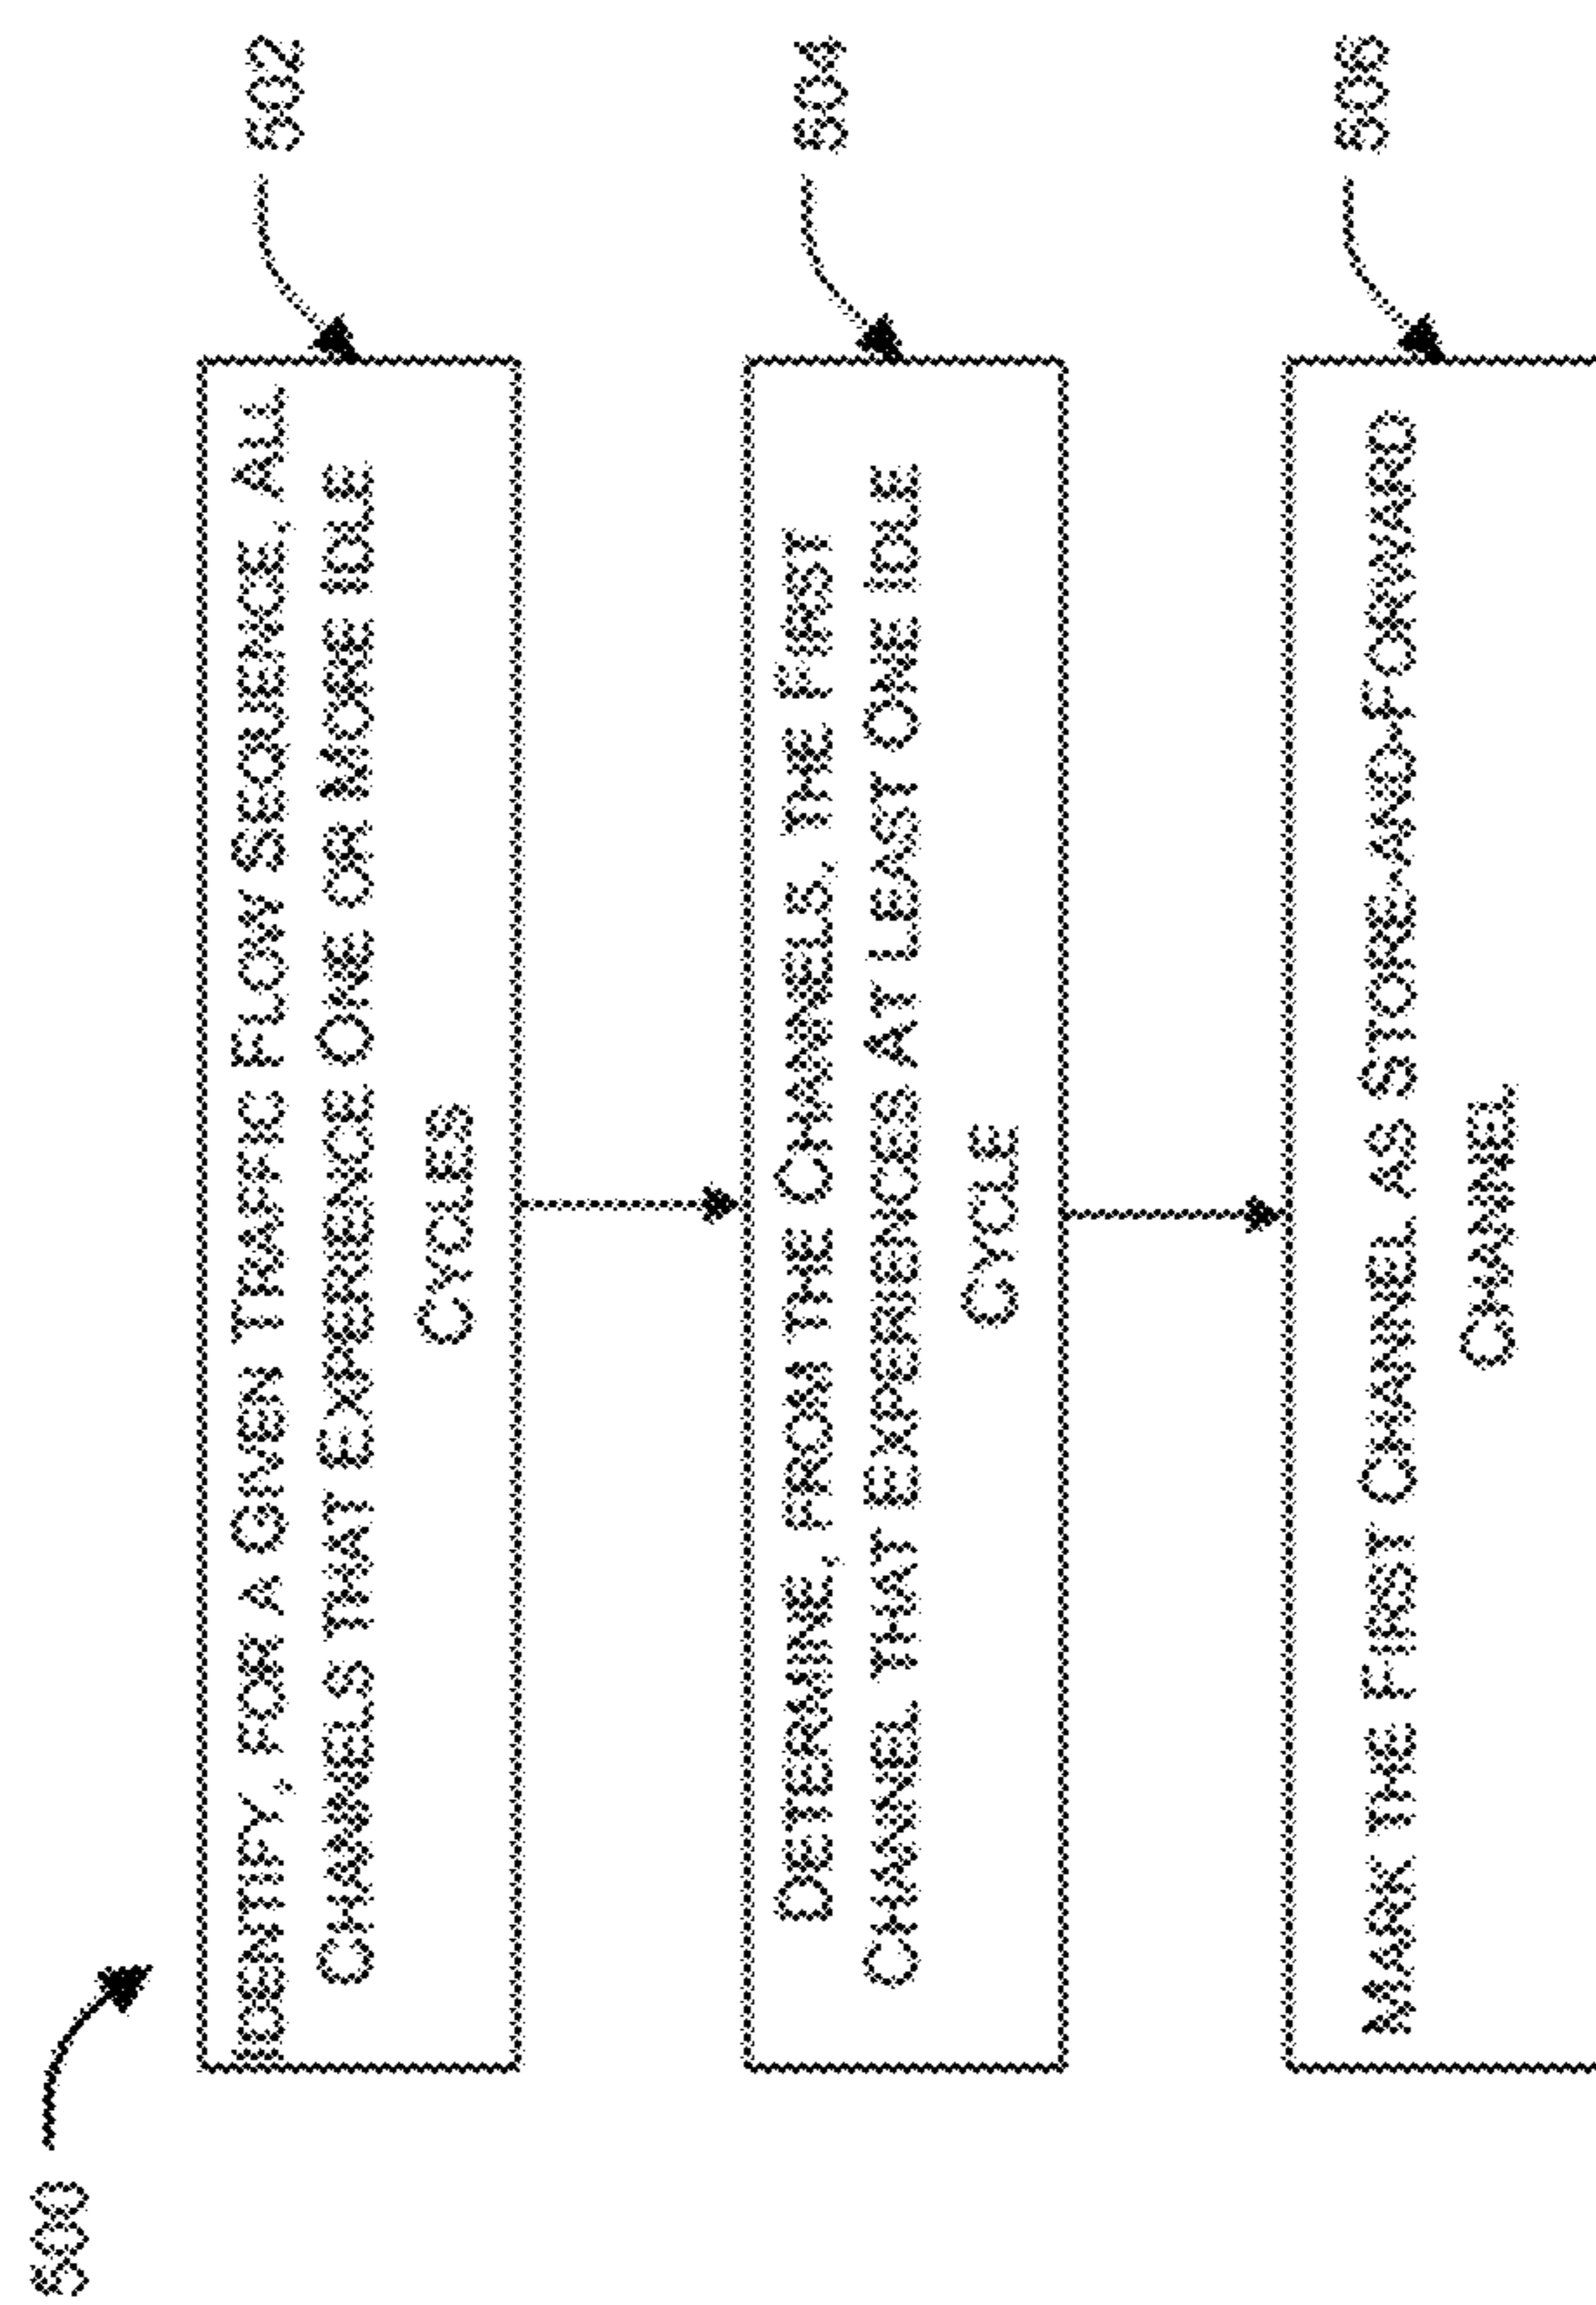 500
IDENTIFY, FOR A GIVEN TRAFFIC FLOW SEQUENCE, ALL
CHANNELS THAT EXPERIENCE ONE OR MORE IDLE
CYCLES
502
DETERMINE, FROM THE CHANNELS, THE FIRST
CHANNEL THAT EXPERIENCES AT LEAST ONE IDLE
CYCLE
504
MARK THE FIRST CHANNEL AS STORE-AND-FORWARD
CHANNEL
506